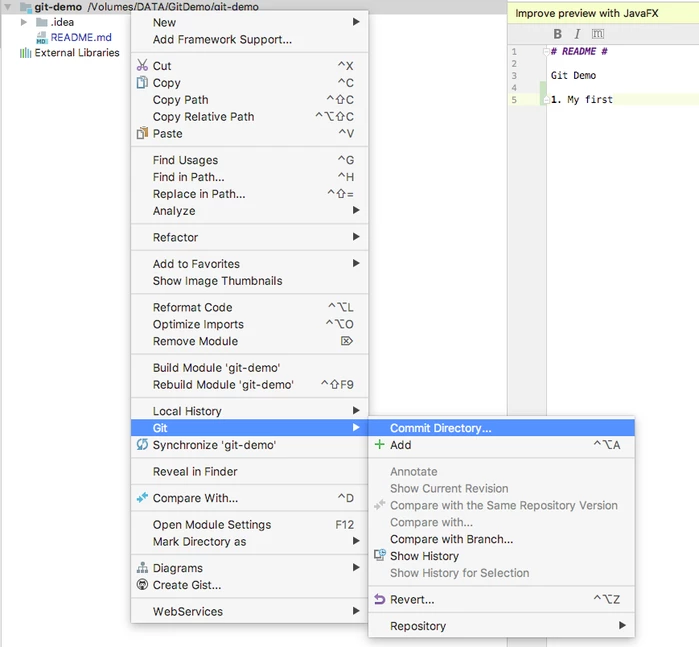 git-demo /Volumes/DATA/GitDemo/git-demo
.idea
README.md
External Libraries
New
Add Framework Support...
Cut ^X
Copy ^C
Copy Path ^⇧C
Copy Relative Path ^⌥⇧C
Paste ^V
Find Usages ^G
Find in Path... ^H
Replace in Path... ^⇧=
Analyze
Refactor
Add to Favorites
Show Image Thumbnails
Reformat Code ^⌥L
Optimize Imports ^⌥O
Remove Module ⌦
Build Module 'git-demo'
Rebuild Module 'git-demo' ^⇧F9
Local History
Git
Synchronize 'git-demo'
Reveal in Finder
Compare With... ^D
Open Module Settings F12
Mark Directory as
Diagrams
Create Gist...
WebServices
Commit Directory...
Add ^⌥A
Annotate
Show Current Revision
Compare with the Same Repository Version
Compare with...
Compare with Branch...
Show History
Show History for Selection
Revert... ^⌥Z
Repository
Improve preview with JavaFX
B I m
1 # README #
2
3 Git Demo
4
5 1. My first